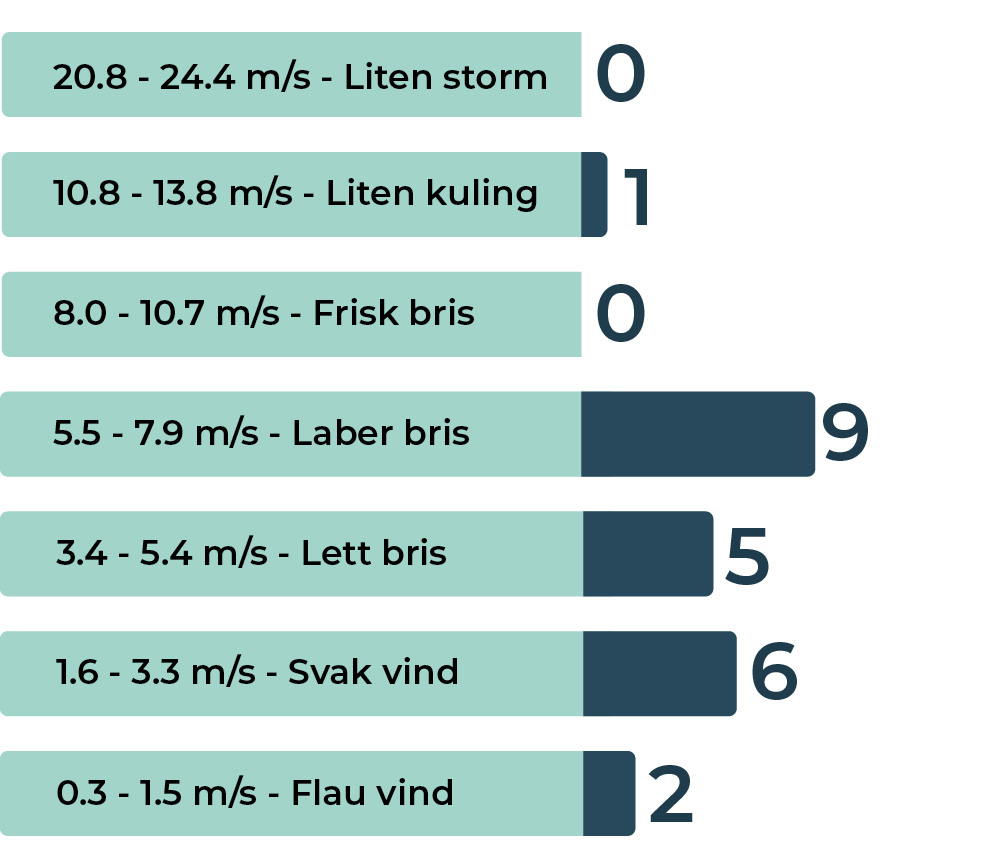 20.8 - 24.4 m/s - Liten storm 0
10.8 - 13.8 m/s - Liten kuling 1
8.0 - 10.7 m/s - Frisk bris 0
5.5 - 7.9 m/s - Laber bris 9
3.4 - 5.4 m/s - Lett bris 5
1.6 - 3.3 m/s - Svak vind 6
0.3 - 1.5 m/s - Flau vind 2